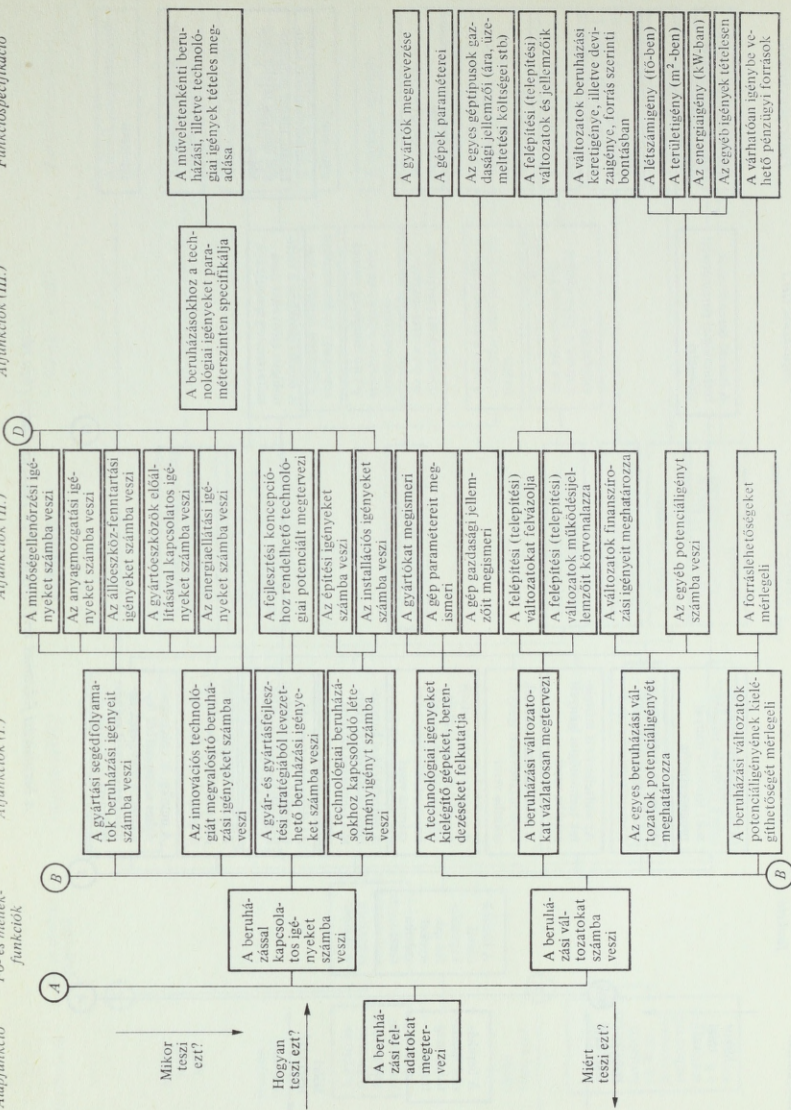 Alapfunkció
Fő- és mellék-
funkciók
Alfunkciók (I.)
Alfunkciók (II.)
Alfunkciók (III.)
Funkcióspecifikáció
Mikor
teszi
ezt?
Hogyan
teszi ezt?
Miért
teszi ezt?
A
A beruhá-
zási fel-
adatokat
megter-
vezi
B
A beruhá-
zással
kapcsola-
tos igé-
nyeket
számba
veszi
A beruhá-
zási vál-
tozatokat
számba
veszi
B
A gyártási segédfolyama-
tok beruházási igényeit
számba veszi
Az innovációs technoló-
giát megvalósító beruhá-
zási igényeket számba
veszi
A gyár- és gyártásfejlesz-
tési stratégiából levezet-
hető beruházási igénye-
ket számba veszi
A technológiai beruházá-
sokhoz kapcsolódó léte-
sítményigényt számba
veszi
A technológiai igényeket
kielégítő gépeket, beren-
dezéseket felkutatja
A beruházási változato-
kat vázlatosan megtervezi
Az egyes beruházási vál-
tozatok potenciáligényét
meghatározza
A beruházási változatok
potenciáligényének kielé-
gíthetőségét mérlegeli
D
A minőségellenőrzési igé-
nyeket számba veszi
Az anyagmozgatási igé-
nyeket számba veszi
Az állóeszköz-fenntartási
igényeket számba veszi
A gyártóeszközök előál-
lításával kapcsolatos igé-
nyeket számba veszi
Az energiaellátási igé-
nyeket számba veszi
A fejlesztési koncepció-
hoz rendelhető technoló-
giai potenciált megtervezi
Az építési igényeket
számba veszi
Az installációs igényeket
számba veszi
A gyártókat megismeri
A gép paramétereit meg-
ismeri
A gép gazdasági jellem-
zőit megismeri
A felépítési (telepítési)
változatokat felvázolja
A felépítési (telepítési)
változatok működésijel-
lemzőit körvonalazza
A változatok finanszíro-
zási igényeit meghatározza
Az egyéb potenciáligényt
számba veszi
A forráslehetőségeket
mérlegeli
A beruházásokhoz a tech-
nológiai igényeket para-
méterszinten specifikálja
A műveletenkénti beru-
házási, illetve technoló-
giai igények tételes meg-
adása
A gyártók megnevezése
A gépek paraméterei
Az egyes géptípusok gaz-
dasági jellemzői (ára, üze-
meltetési költségei stb.)
A felépítési (telepítési)
változatok és jellemzőik
A változatok beruházási
keretigénye, illetve devi-
zaigénye, forrás szerinti
bontásban
A létszámigény (fő-ben)
A területigény (m²-ben)
Az energiaigény (kW-ban)
Az egyéb igények tételesen
A várhatóan igénybe ve-
hető pénzügyi források